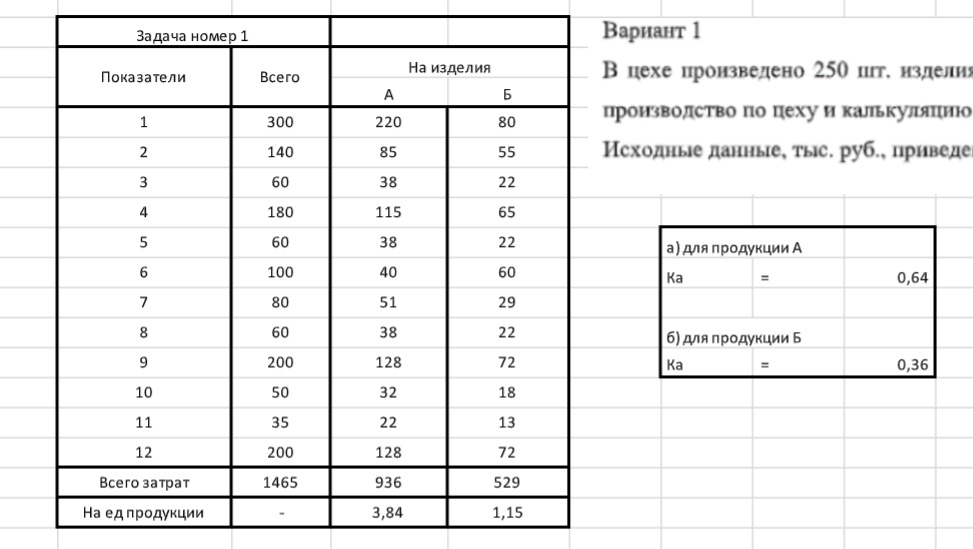 Задача номер 1
Показатели Всего На изделия
А Б
1 300 220 80
2 140 85 55
3 60 38 22
4 180 115 65
5 60 38 22
6 100 40 60
7 80 51 29
8 60 38 22
9 200 128 72
10 50 32 18
11 35 22 13
12 200 128 72
Всего затрат 1465 936 529
На ед продукции - 3,84 1,15
Вариант 1
В цехе произведено 250 шт. изделия
производство по цеху и калькуляцию
Исходные данные, тыс. руб., приведе
а) для продукции А
Ка = 0,64
б) для продукции Б
Ка = 0,36